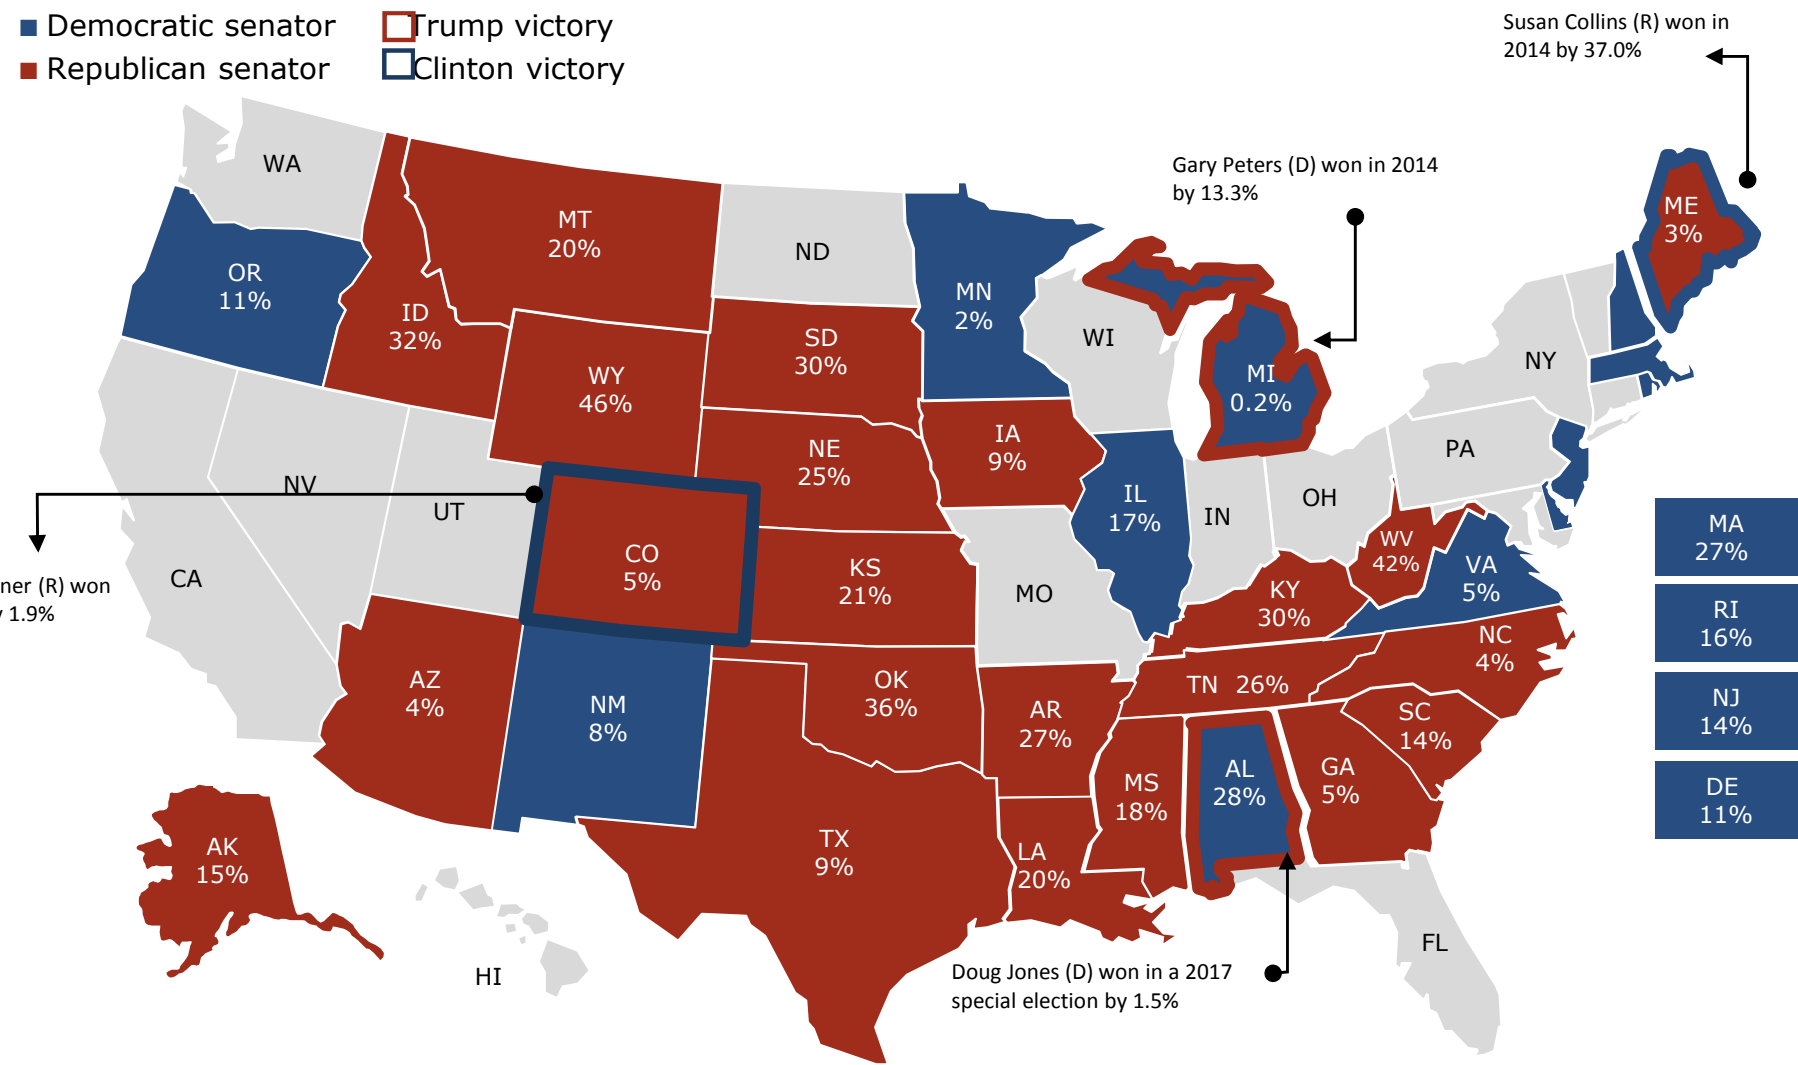 Democratic senator
Republican senator
Trump victory
Clinton victory
Susan Collins (R) won in
2014 by 37.0%
Gary Peters (D) won in 2014
by 13.3%
WA
OR
11%
ID
32%
MT
20%
ND
MN
2%
WI
MI
0.2%
ME
3%
NY
SD
30%
WY
46%
NE
25%
IA
9%
PA
IL
17%
IN
OH
NV
UT
CO
5%
KS
21%
MO
KY
30%
WV
42%
VA
5%
MA
27%
RI
16%
NJ
14%
DE
11%
CA
ner (R) won
1.9%
AZ
4%
NM
8%
OK
36%
AR
27%
TN 26%
NC
4%
SC
14%
MS
18%
AL
28%
GA
5%
TX
9%
LA
20%
AK
15%
HI
FL
Doug Jones (D) won in a 2017
special election by 1.5%